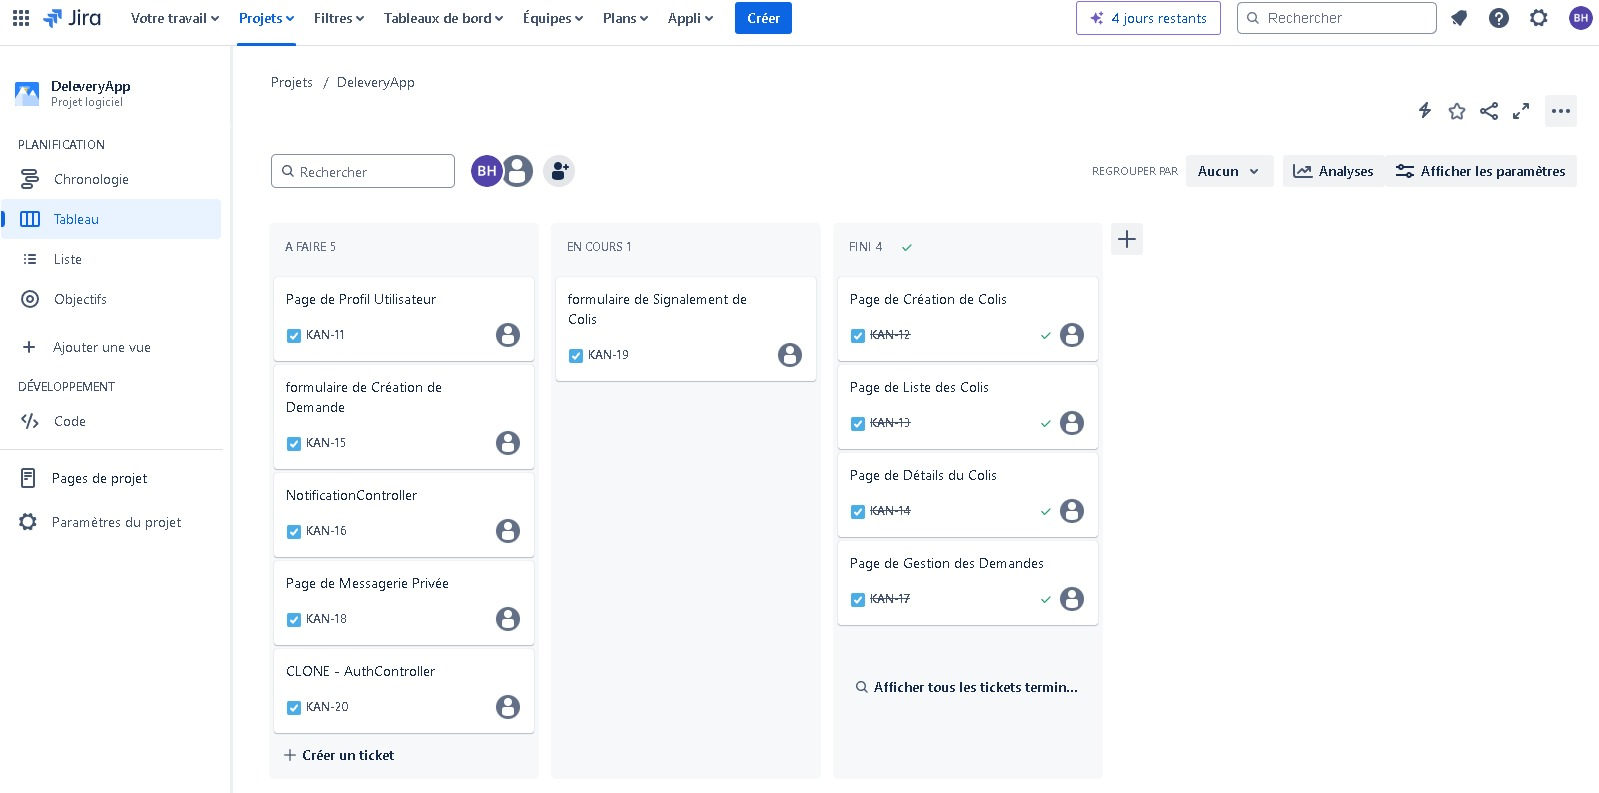 Jira
Votre travail
Projets
Filtres
Tableaux de bord
Équipes
Plans
Appli
Créer
4 jours restants
Rechercher
BH
DeleveryApp
Projet logiciel
PLANIFICATION
Chronologie
Tableau
Liste
Objectifs
Ajouter une vue
DÉVELOPPEMENT
Code
Pages de projet
Paramètres du projet
Projets / DeleveryApp
Rechercher
BH
REGROUPER PAR
Aucun
Analyses
Afficher les paramètres
A FAIRE 5
Page de Profil Utilisateur
KAN-11
formulaire de Création de
Demande
KAN-15
NotificationController
KAN-16
Page de Messagerie Privée
KAN-18
CLONE - AuthController
KAN-20
Créer un ticket
EN COURS 1
formulaire de Signalement de
Colis
KAN-19
FINI 4
Page de Création de Colis
KAN-12
Page de Liste des Colis
KAN-13
Page de Détails du Colis
KAN-14
Page de Gestion des Demandes
KAN-17
Afficher tous les tickets termin...